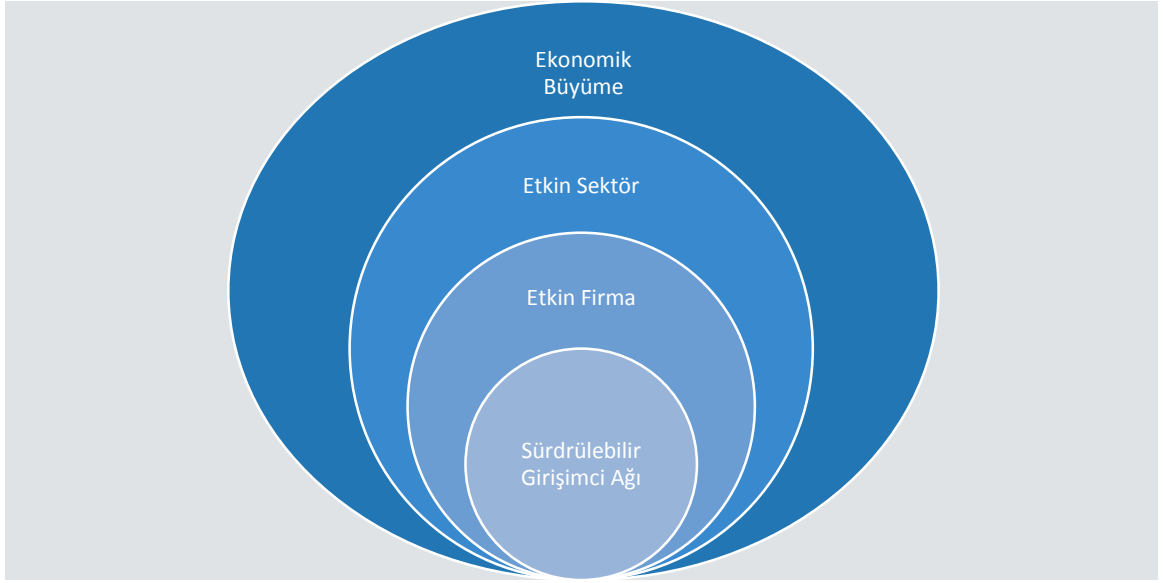 Ekonomik
Büyüme
Etkin Sektör
Etkin Firma
Sürdrülebilir
Girişimci Ağı